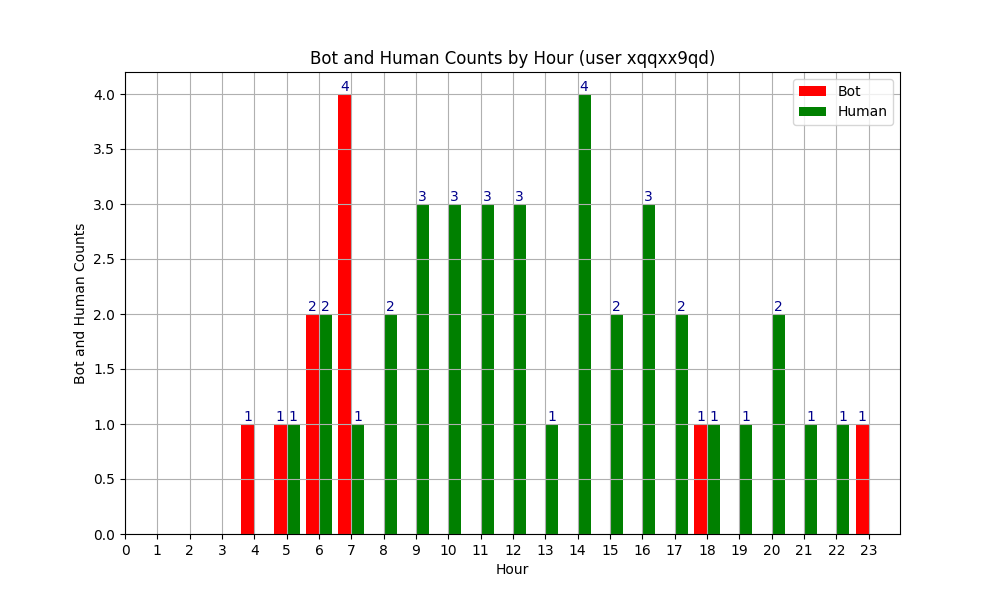 Bot and Human Counts by Hour (user xqqxx9qd)
Bot
Human
Bot and Human Counts
4.0
3.5
3.0
2.5
2.0
1.5
1.0
0.5
0.0
1 1 1 2 2 4 1 2 3 3 3 3 1 4 2 3 2 1 1 1 2 1 1 1
0 1 2 3 4 5 6 7 8 9 10 11 12 13 14 15 16 17 18 19 20 21 22 23
Hour